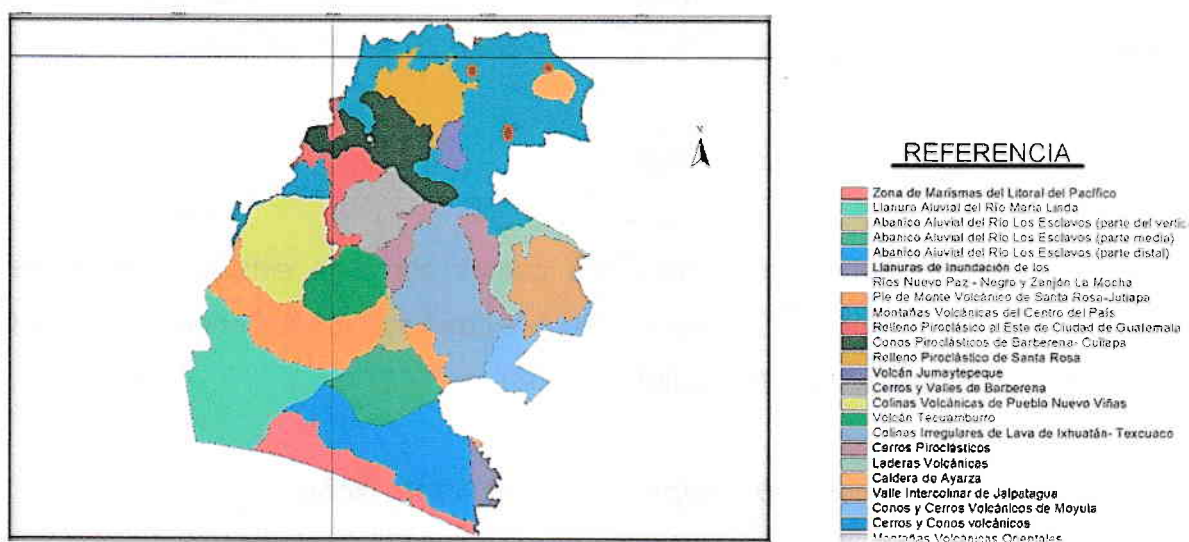 REFERENCIA
Zona de Marismas del Litoral del Pacífico
Llanura Aluvial del Río María Linda
Abanico Aluvial del Río Los Esclavos (parte del vertic
Abanico Aluvial del Río Los Esclavos (parte media)
Abanico Aluvial del Río Los Esclavos (parte distal)
Llanuras de Inundación de los
Ríos Nuevo Paz - Negro y Zanjón La Mocha
Pie de Monte Volcánico de Santa Rosa-Jutiapa
Montañas Volcánicas del Centro del País
Relleno Piroclásico al Este de Ciudad de Guatemala
Conos Piroclásticos de Barberena- Cuilapa
Relleno Piroclástico de Santa Rosa
Volcán Jumaytepeque
Cerros y Valles de Barberena
Colinas Volcánicas de Pueblo Nuevo Viñas
Volcán Tecuamburro
Colinas Irregulares de Lava de Ixhuatán- Texcuaco
Cerros Piroclásticos
Laderas Volcánicas
Caldera de Ayarza
Valle Intercolinar de Jalpatagua
Conos y Cerros Volcánicos de Moyuta
Cerros y Conos volcánicos
Montañas Volcánicas Orientales